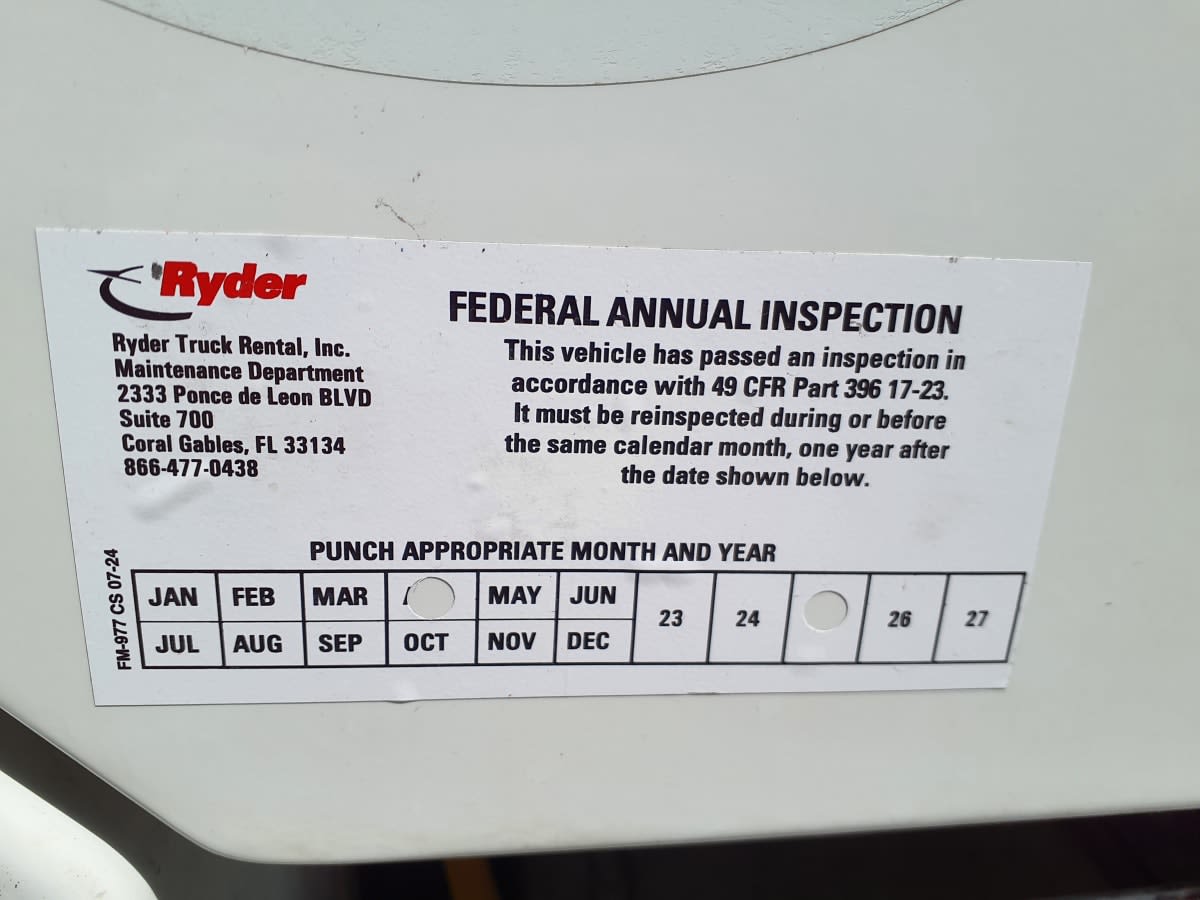 Ryder
Ryder Truck Rental, Inc.
Maintenance Department
2333 Ponce de Leon BLVD
Suite 700
Coral Gables, FL 33134
866-477-0438
FEDERAL ANNUAL INSPECTION
This vehicle has passed an inspection in
accordance with 49 CFR Part 396 17-23.
It must be reinspected during or before
the same calendar month, one year after
the date shown below.
PUNCH APPROPRIATE MONTH AND YEAR
JAN FEB MAR MAY JUN
23 24 26 27
JUL AUG SEP OCT NOV DEC
FM-977 CS 07-24